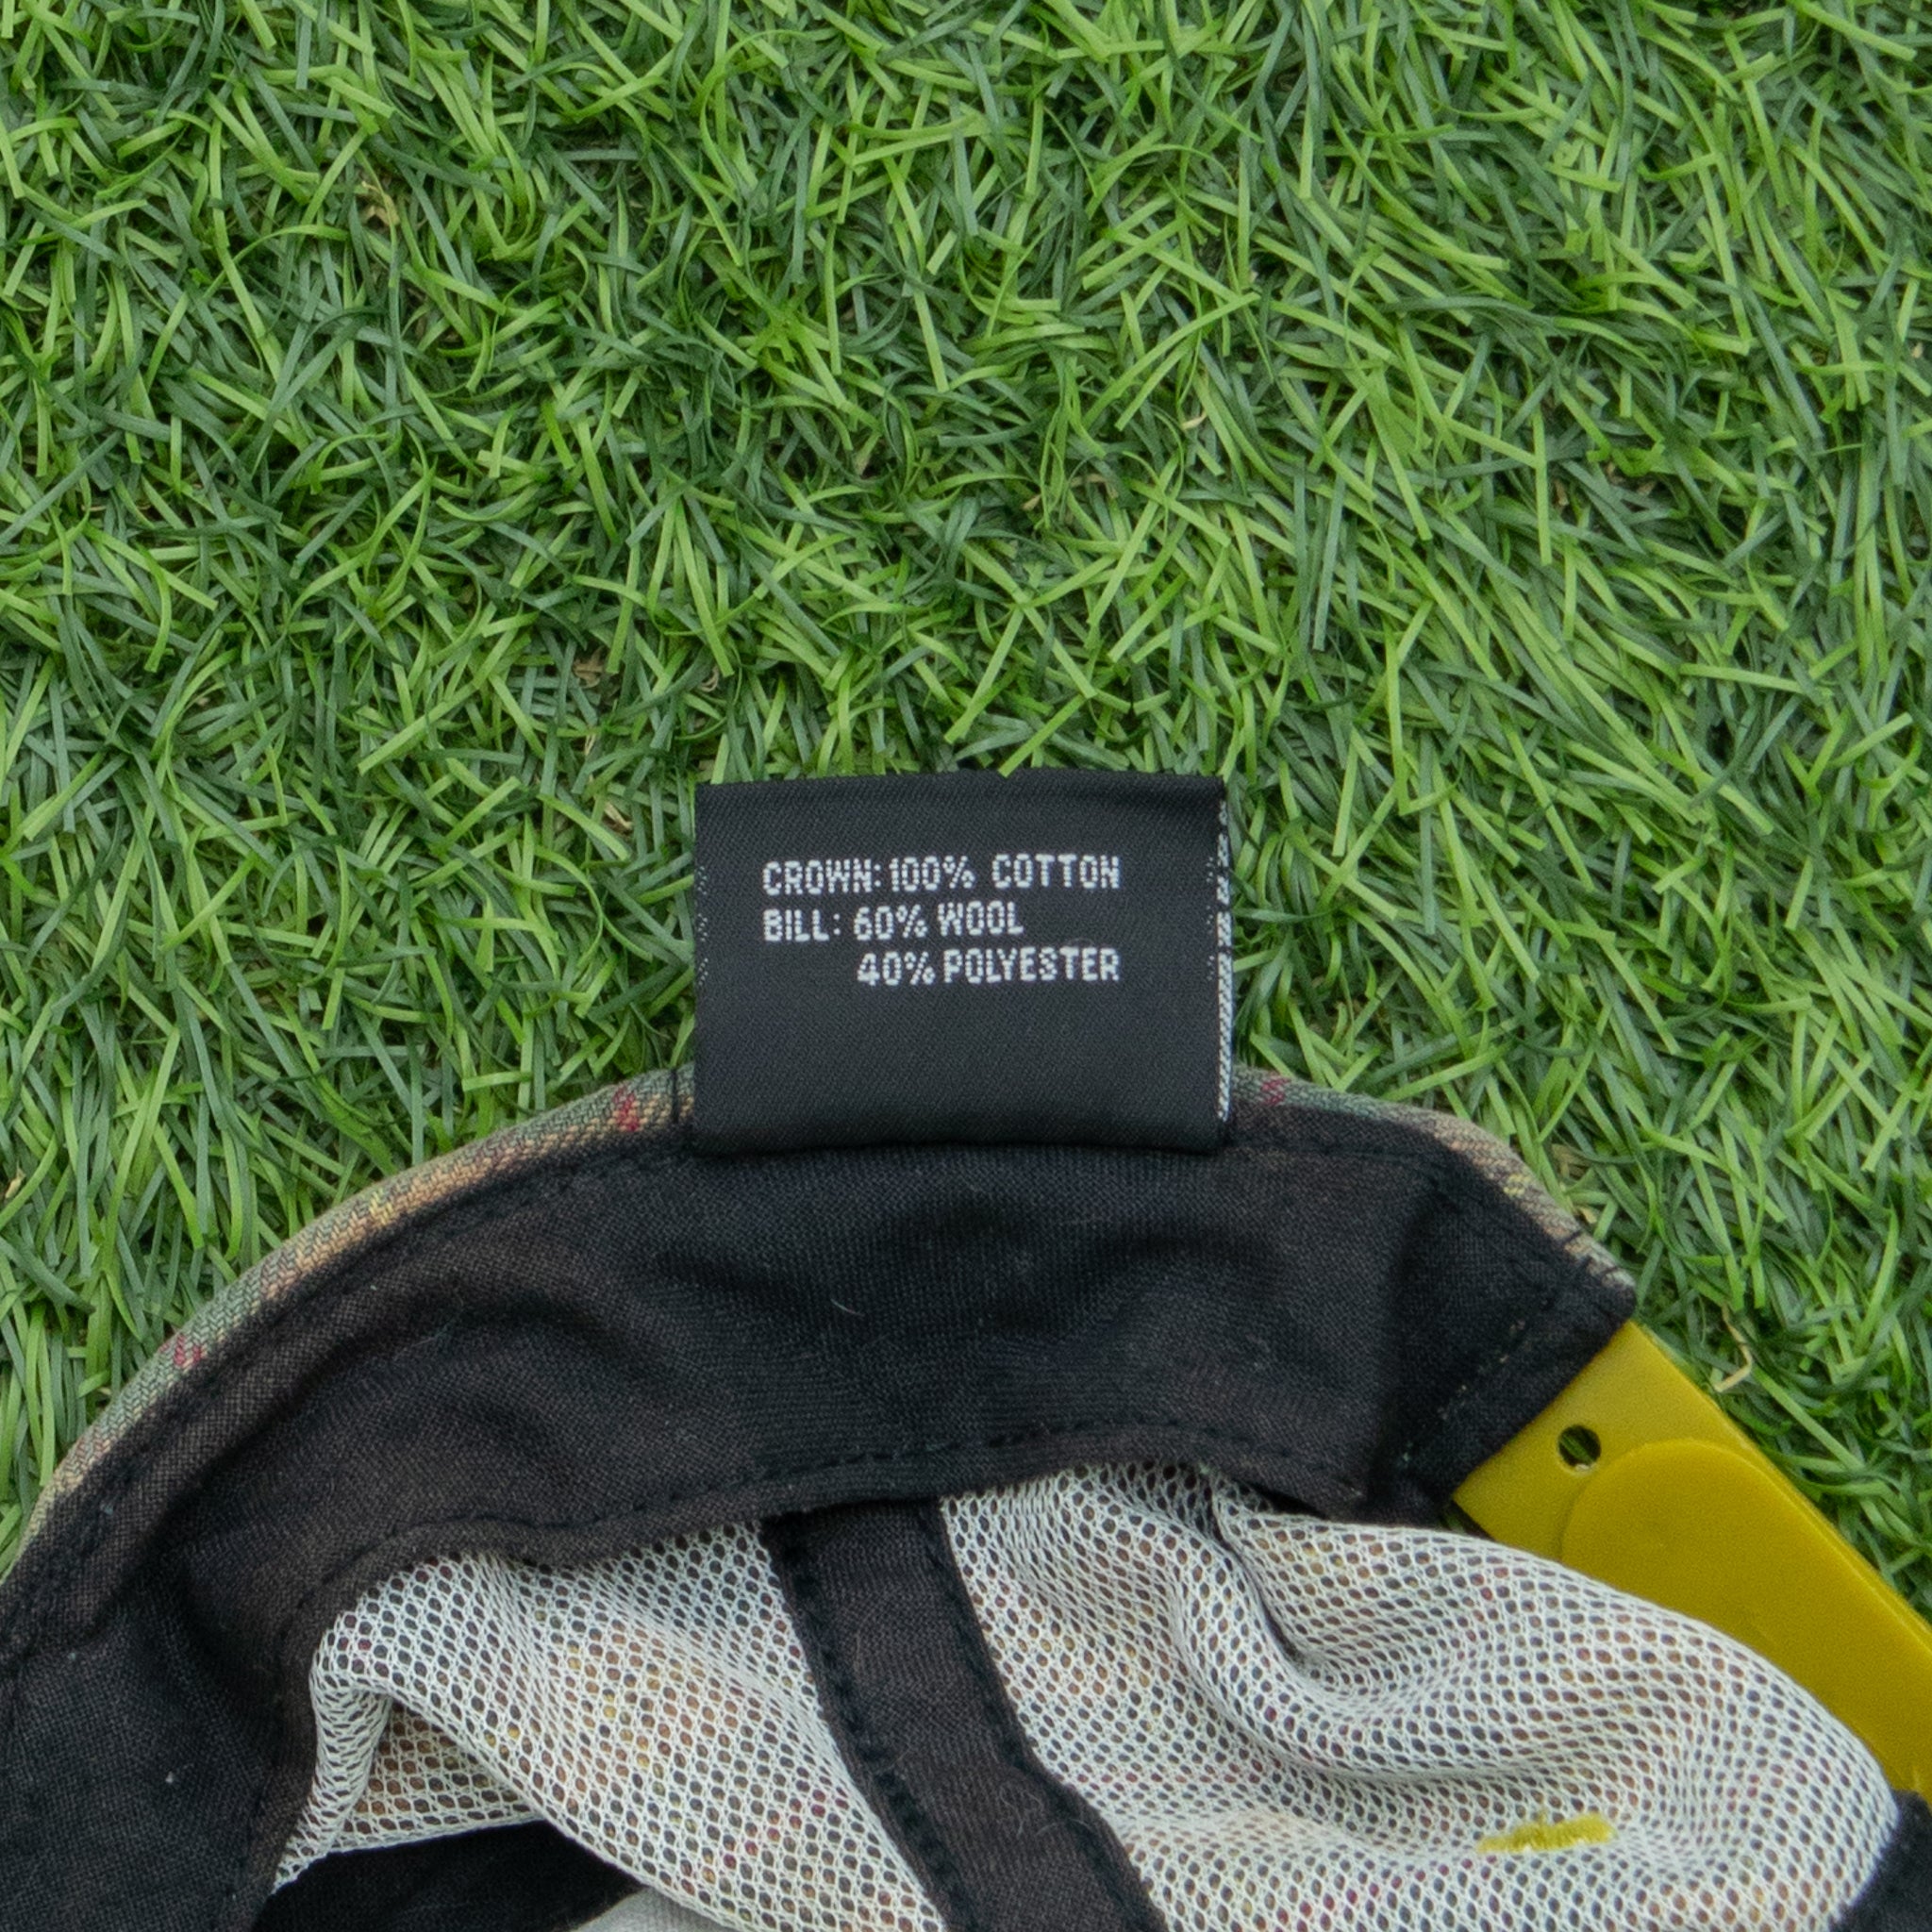 CROWN: 100% COTTON
BILL: 60% WOOL
40% POLYESTER